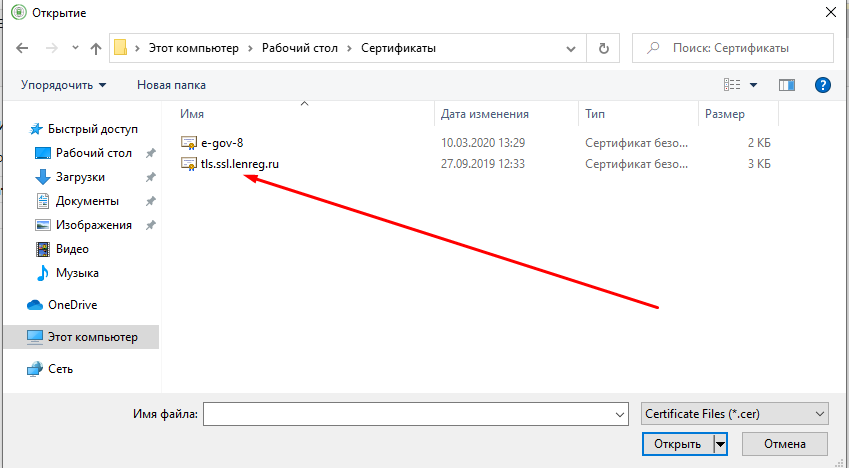 Открытие
Этот компьютер
Рабочий стол
Сертификаты
Поиск: Сертификаты
Упорядочить
Новая папка
Имя
Дата изменения
Тип
Размер
Быстрый доступ
Рабочий стол
Загрузки
Документы
Изображения
Видео
Музыка
OneDrive
Этот компьютер
Сеть
e-gov-8 10.03.2020 13:29 Сертификат безо... 2 КБ
tls.ssl.lenreg.ru 27.09.2019 12:33 Сертификат безо... 3 КБ
Имя файла:
Certificate Files (*.cer)
Открыть
Отмена